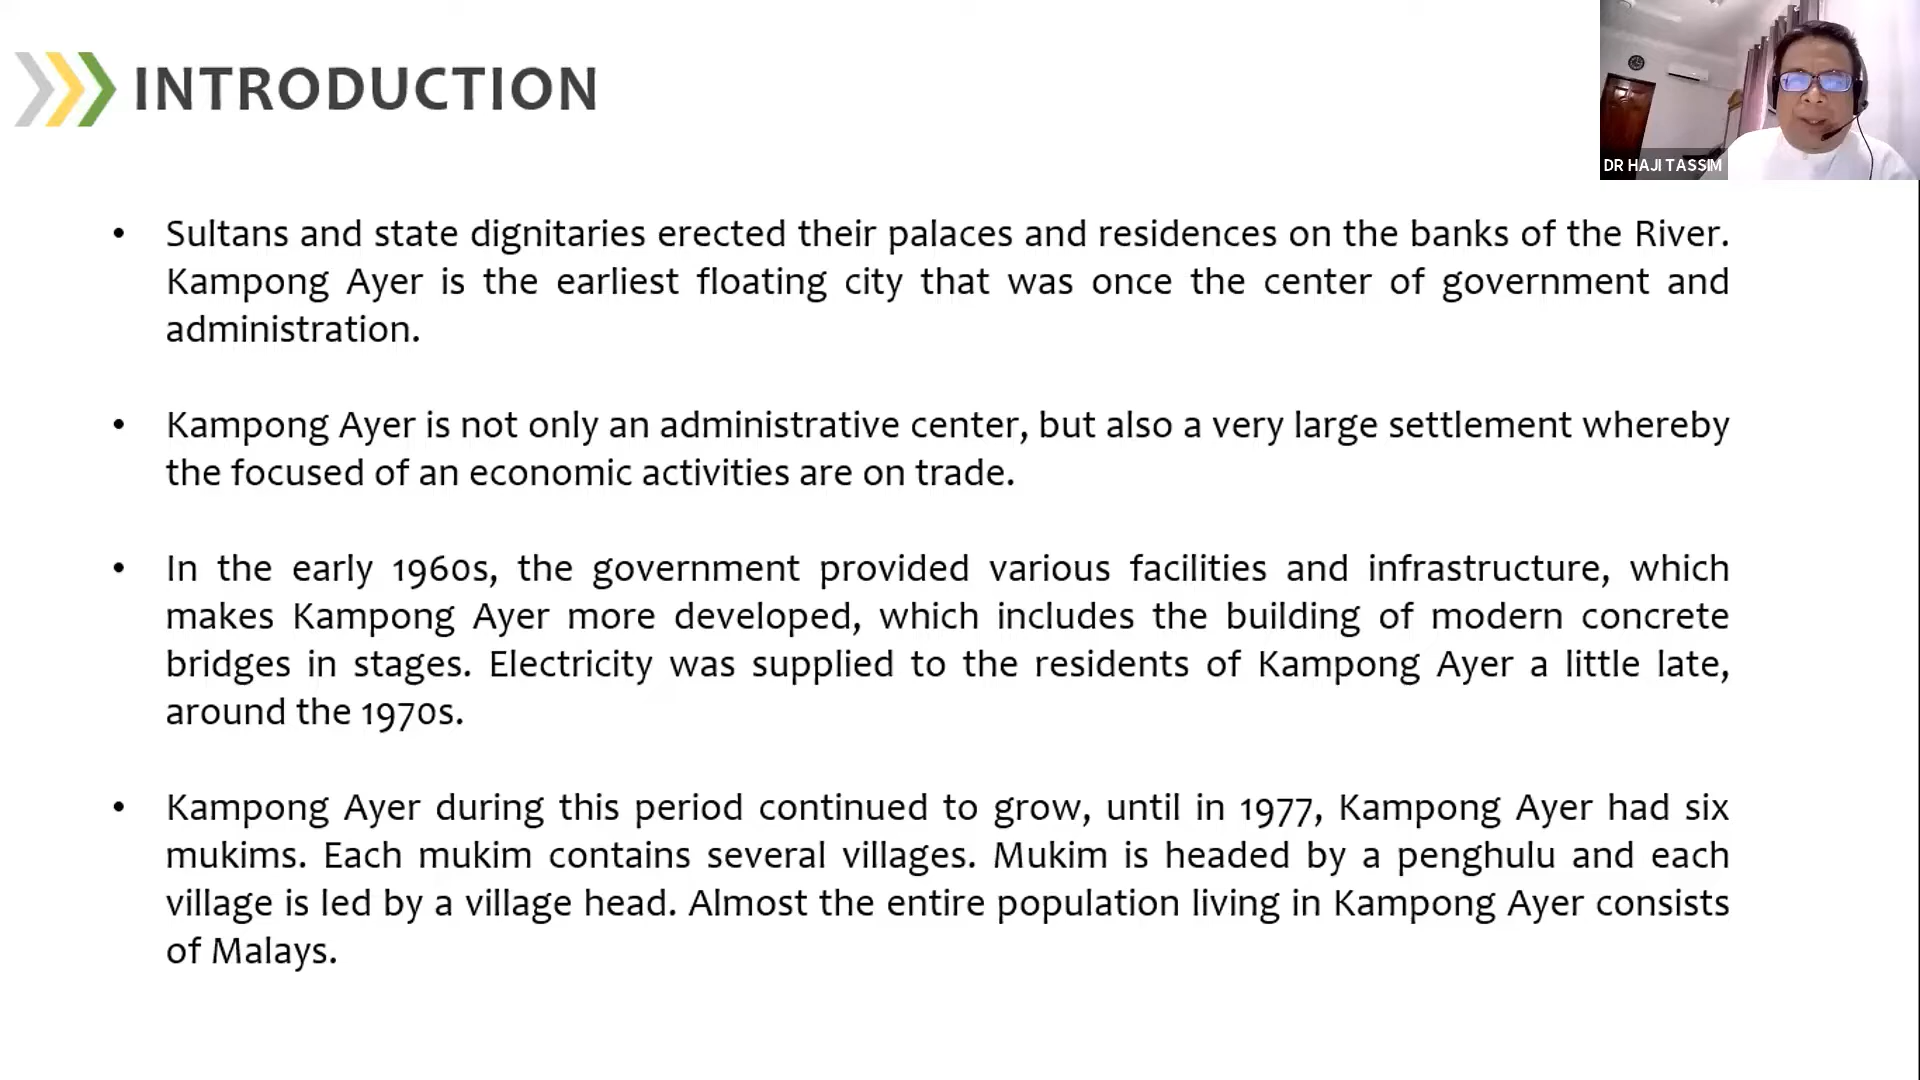 INTRODUCTION
DR HAJI TASSIM
• Sultans and state dignitaries erected their palaces and residences on the banks of the River.
Kampong Ayer is the earliest floating city that was once the center of government and
administration.
• Kampong Ayer is not only an administrative center, but also a very large settlement whereby
the focused of an economic activities are on trade.
• In the early 1960s, the government provided various facilities and infrastructure, which
makes Kampong Ayer more developed, which includes the building of modern concrete
bridges in stages. Electricity was supplied to the residents of Kampong Ayer a little late,
around the 1970s.
• Kampong Ayer during this period continued to grow, until in 1977, Kampong Ayer had six
mukims. Each mukim contains several villages. Mukim is headed by a penghulu and each
village is led by a village head. Almost the entire population living in Kampong Ayer consists
of Malays.